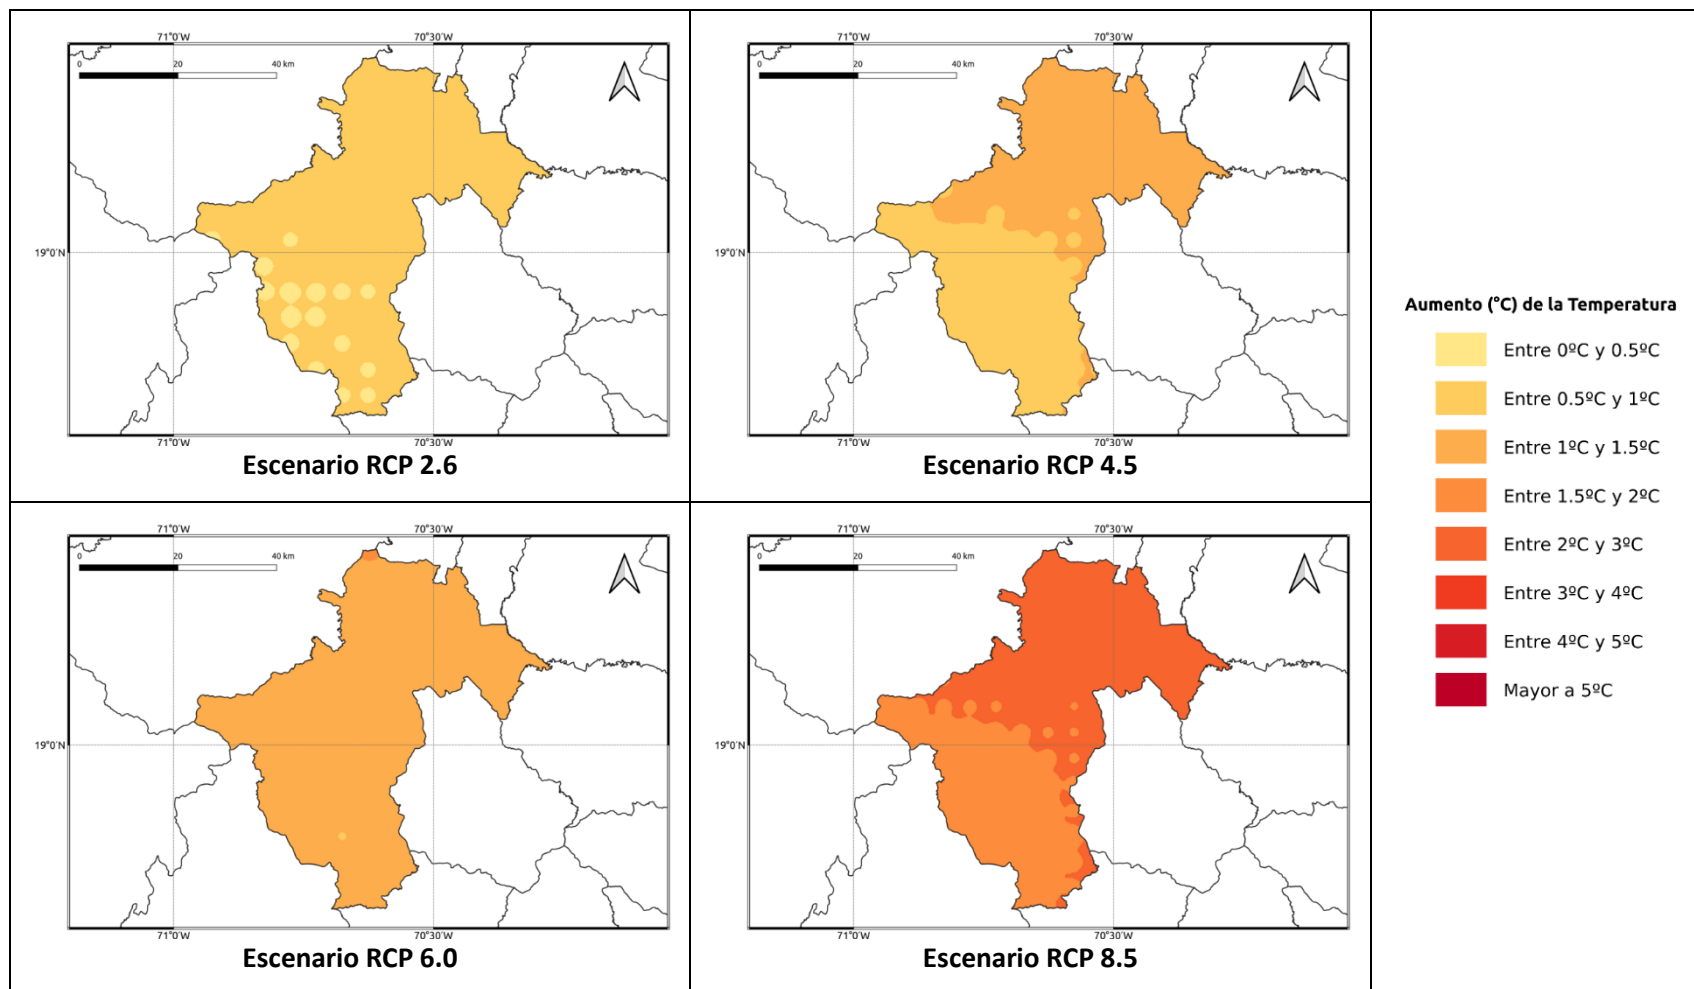 71°0'W 70°30'W
0 20 40 km
19°0'N
71°0'W 70°30'W
Escenario RCP 2.6
71°0'W 70°30'W
0 20 40 km
19°0'N
71°0'W 70°30'W
Escenario RCP 4.5
71°0'W 70°30'W
0 20 40 km
19°0'N
71°0'W 70°30'W
Escenario RCP 6.0
71°0'W 70°30'W
0 20 40 km
19°0'N
71°0'W 70°30'W
Escenario RCP 8.5
Aumento (°C) de la Temperatura
Entre 0ºC y 0.5ºC
Entre 0.5ºC y 1ºC
Entre 1ºC y 1.5ºC
Entre 1.5ºC y 2ºC
Entre 2ºC y 3ºC
Entre 3ºC y 4ºC
Entre 4ºC y 5ºC
Mayor a 5ºC